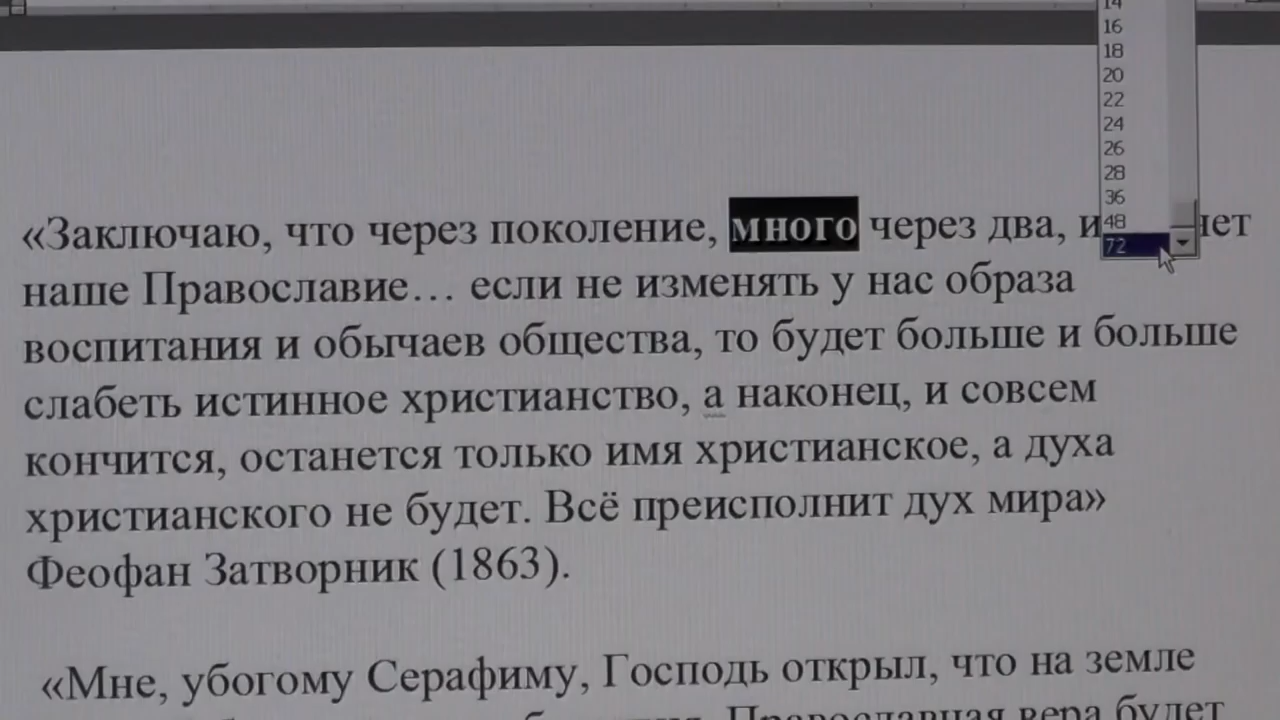 14
16
18
20
22
24
26
28
36
48
72
«Заключаю, что через поколение, много через два, и
наше Православие… если не изменять у нас образа
воспитания и обычаев общества, то будет больше и больше
слабеть истинное христианство, а наконец, и совсем
кончится, останется только имя христианское, а духа
христианского не будет. Всё преисполнит дух мира»
Феофан Затворник (1863).
«Мне, убогому Серафиму, Господь открыл, что на земле
Православная вера будет